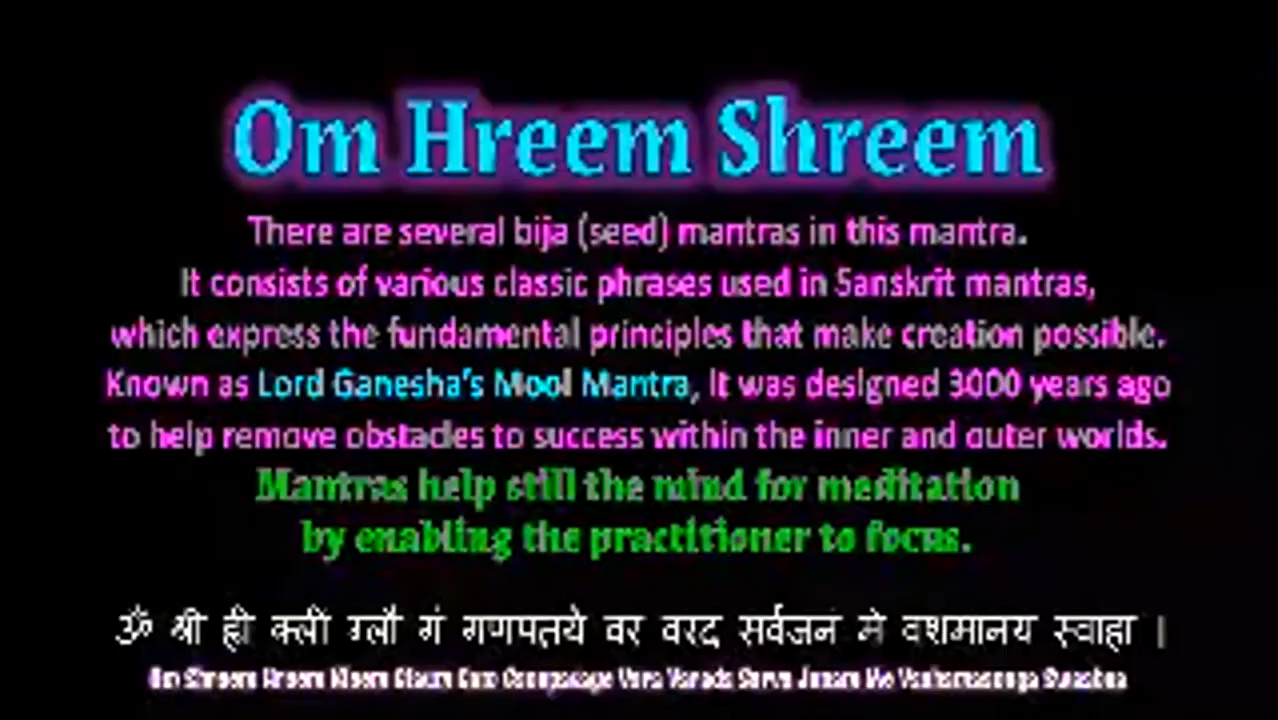 Om Hreem Shreem
There are several bija (seed) mantras in this mantra.
It consists of various classic phrases used in Sanskrit mantras,
which express the fundamental principles that make creation possible.
Known as Lord Ganesha's Mool Mantra, it was designed 3000 years ago
to help remove obstacles to success within the inner and outer worlds.
Mantras help still the mind for meditation
by enabling the practitioner to focus.
ॐ श्री ह्री क्ली ग्लौ गं गणपतये वर वरद सर्वजनं मे वशमानय स्वाहा |
Om Shreem Hreem Kleem Glaum Gam Vara Varada Sarva Janam Me